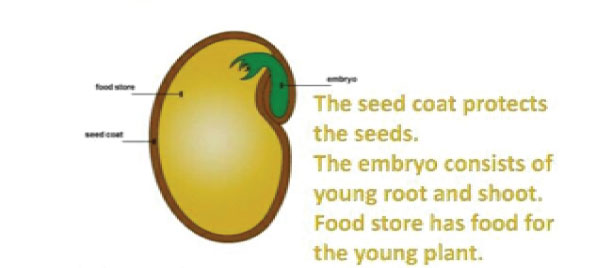 embryo
food store
seed coat
The seed coat protects
the seeds.
The embryo consists of
young root and shoot.
Food store has food for
the young plant.